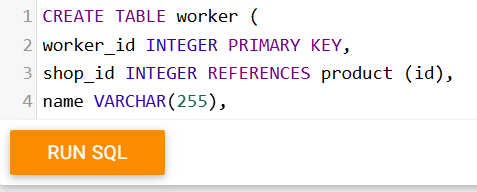 1 CREATE TABLE worker (
2 worker_id INTEGER PRIMARY KEY,
3 shop_id INTEGER REFERENCES product (id),
4 name VARCHAR(255),
RUN SQL